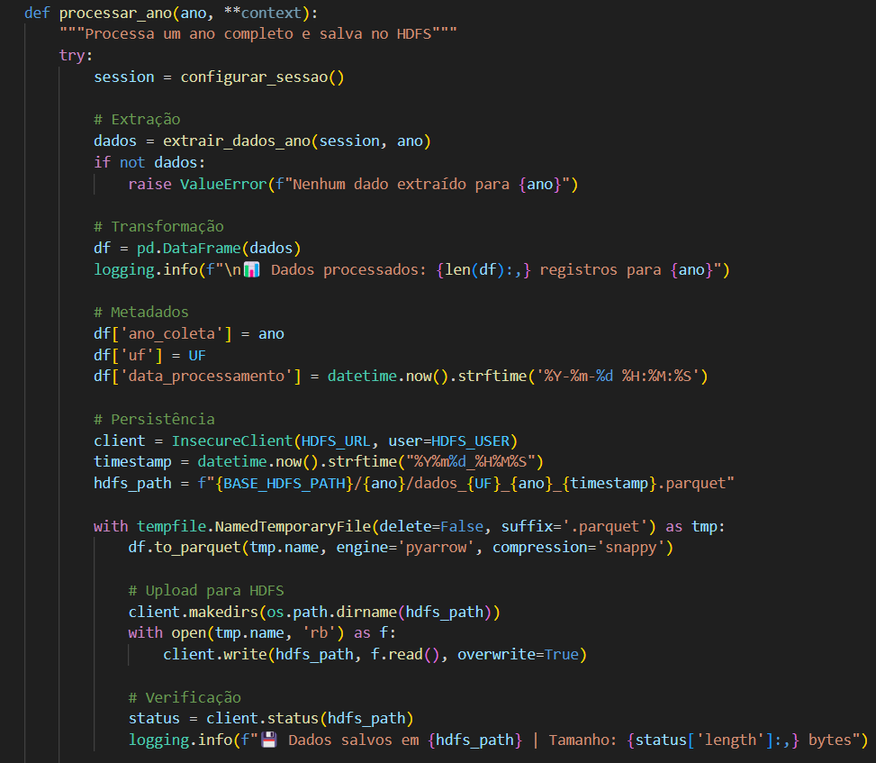 def processar_ano(ano, **context):
    """Processa um ano completo e salva no HDFS"""
    try:
        session = configurar_sessao()

        # Extração
        dados = extrair_dados_ano(session, ano)
        if not dados:
            raise ValueError(f"Nenhum dado extraído para {ano}")

        # Transformação
        df = pd.DataFrame(dados)
        logging.info(f"\n📊 Dados processados: {len(df):,} registros para {ano}")

        # Metadados
        df['ano_coleta'] = ano
        df['uf'] = UF
        df['data_processamento'] = datetime.now().strftime('%Y-%m-%d %H:%M:%S')

        # Persistência
        client = InsecureClient(HDFS_URL, user=HDFS_USER)
        timestamp = datetime.now().strftime("%Y%m%d_%H%M%S")
        hdfs_path = f"{BASE_HDFS_PATH}/{ano}/dados_{UF}_{ano}_{timestamp}.parquet"

        with tempfile.NamedTemporaryFile(delete=False, suffix='.parquet') as tmp:
            df.to_parquet(tmp.name, engine='pyarrow', compression='snappy')

            # Upload para HDFS
            client.makedirs(os.path.dirname(hdfs_path))
            with open(tmp.name, 'rb') as f:
                client.write(hdfs_path, f.read(), overwrite=True)

            # Verificação
            status = client.status(hdfs_path)
            logging.info(f"💾 Dados salvos em {hdfs_path} | Tamanho: {status['length']:,} bytes")